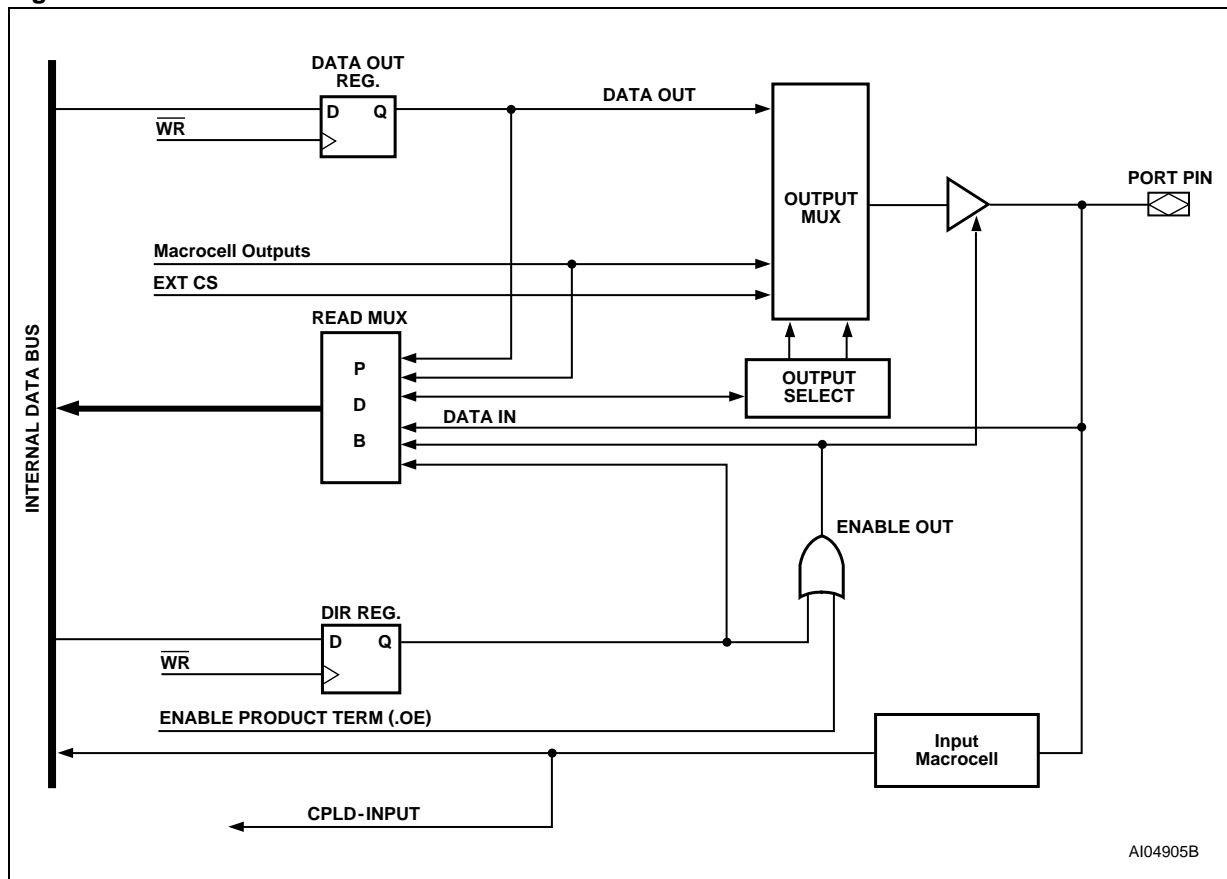 DATA OUT
REG.
D Q
WR
DATA OUT
OUTPUT
MUX
PORT PIN
Macrocell Outputs
EXT CS
READ MUX
P
D
B
OUTPUT
SELECT
DATA IN
INTERNAL DATA BUS
ENABLE OUT
DIR REG.
D Q
WR
ENABLE PRODUCT TERM (.OE)
Input
Macrocell
CPLD-INPUT
AI04905B